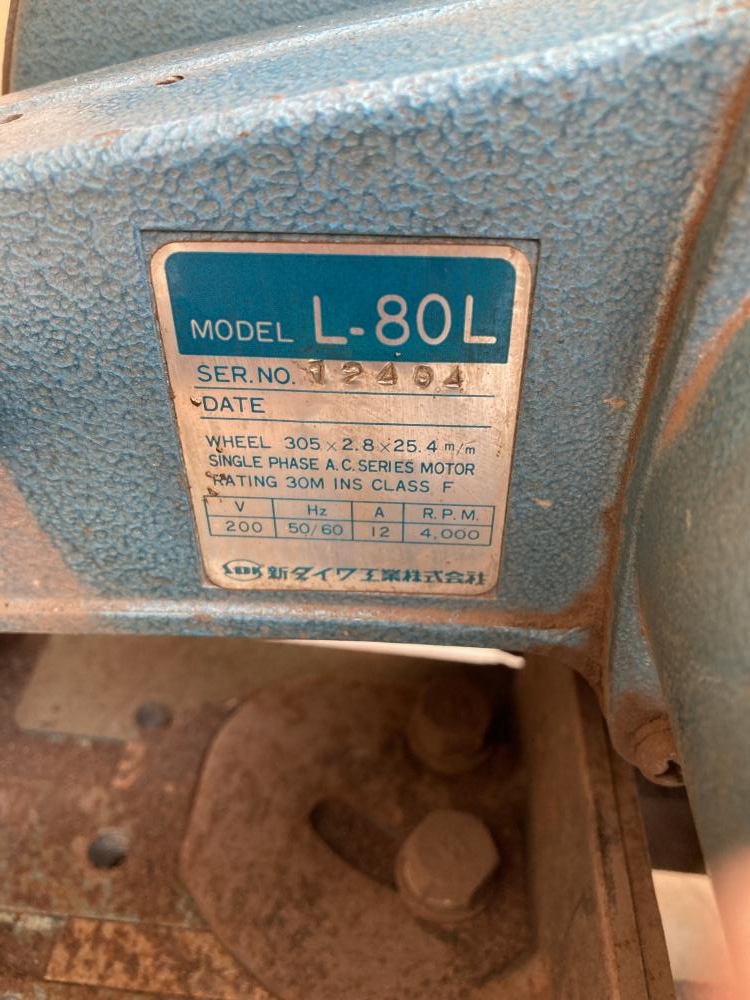 MODEL L-80L
SER.NO. 12404
DATE
WHEEL 305×2.8×25.4 m/m
SINGLE PHASE A.C. SERIES MOTOR
RATING 30M INS CLASS F
V Hz A R.P.M.
200 50/60 12 4,000
新ダイワ工業株式会社